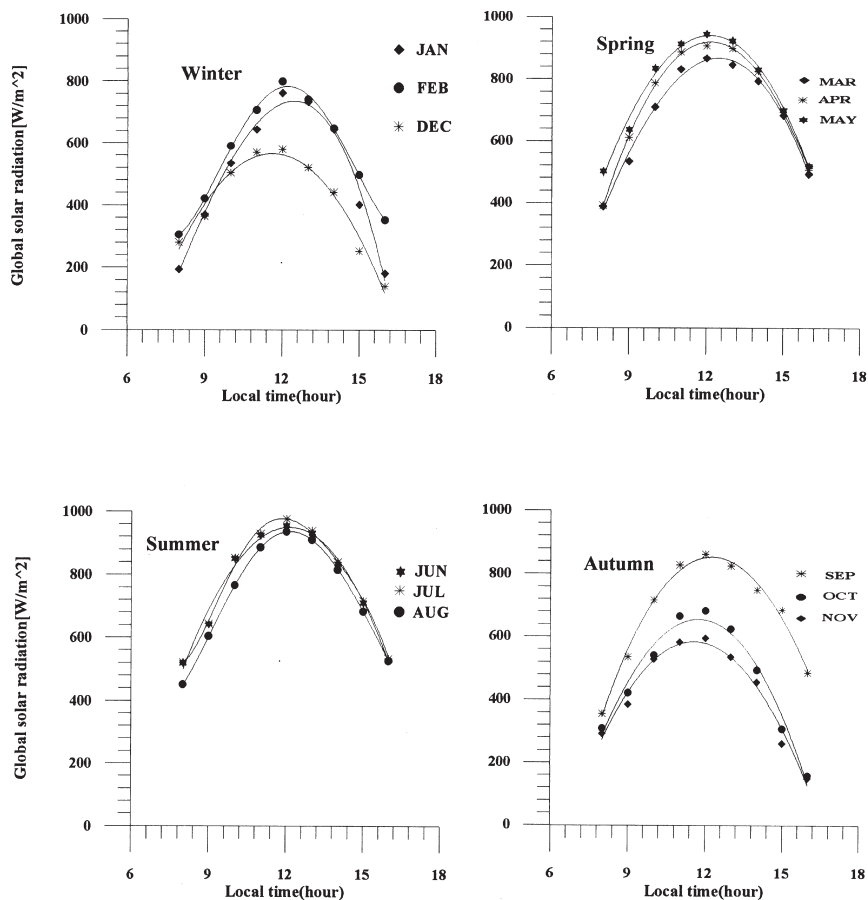 1000
800
600
400
200
0
Global solar radiation[W/m^2]
Winter
JAN
FEB
DEC
6
9
12
15
18
Local time(hour)
1000
800
600
400
200
0
Spring
MAR
APR
MAY
6
9
12
15
18
Local time(hour)
1000
800
600
400
200
0
Global solar radiation[W/m^2]
Summer
JUN
JUL
AUG
6
9
12
15
18
Local time(hour)
1000
800
600
400
200
0
Autumn
SEP
OCT
NOV
6
9
12
15
18
Local time(hour)